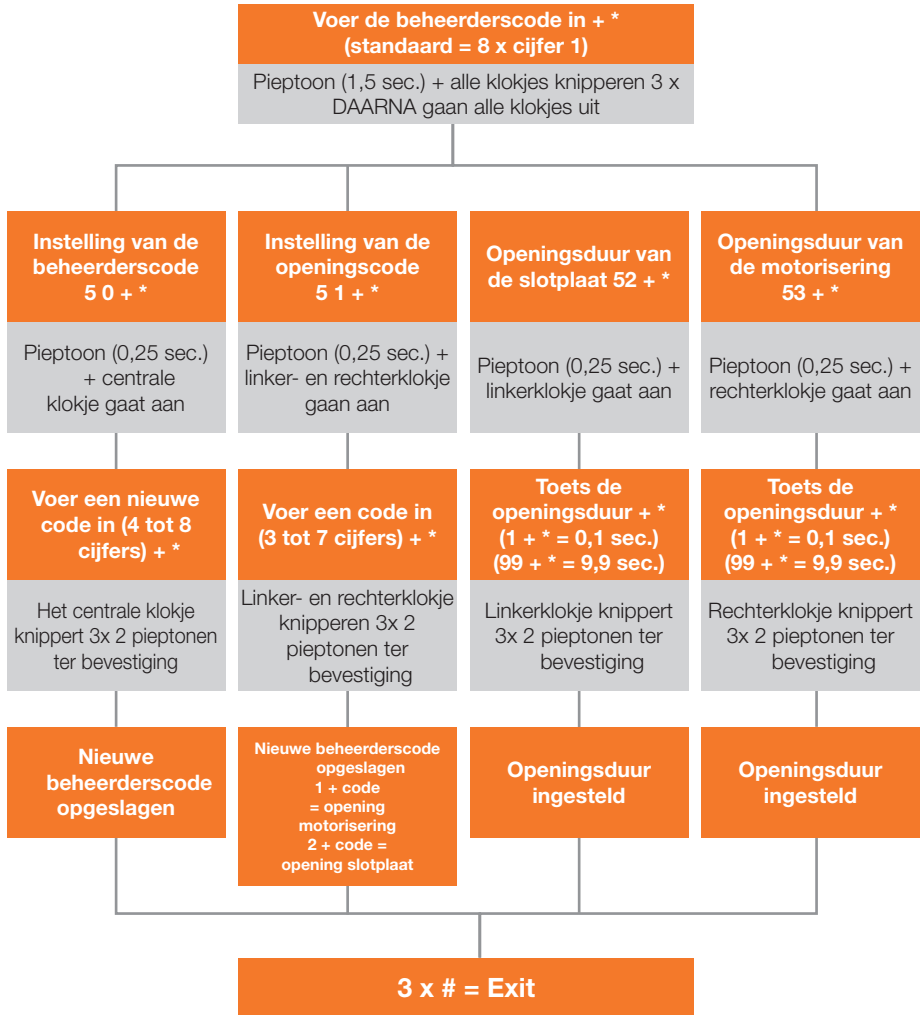 Voer de beheerderscode in + *
(standaard = 8 x cijfer 1)
Pieptoon (1,5 sec.) + alle klokjes knipperen 3 x
DAARNA gaan alle klokjes uit
Instelling van de
beheerderscode
5 0 + *
Pieptoon (0,25 sec.)
+ centrale
klokje gaat aan
Voer een nieuwe
code in (4 tot 8
cijfers) + *
Het centrale klokje
knippert 3x 2 pieptonen
ter bevestiging
Nieuwe
beheerderscode
opgeslagen
Instelling van de
openingscode
5 1 + *
Pieptoon (0,25 sec.) +
linker- en rechterklokje
gaan aan
Voer een code in
(3 tot 7 cijfers) + *
Linker- en rechterklokje
knipperen 3x 2
pieptonen ter
bevestiging
Nieuwe beheerderscode
opgeslagen
1 + code
= opening
motorisering
2 + code =
opening slotplaat
Openingsduur van
de slotplaat 52 + *
Pieptoon (0,25 sec.) +
linkerklokje gaat aan
Toets de
openingsduur + *
(1 + * = 0,1 sec.)
(99 + * = 9,9 sec.)
Linkerklokje knippert
3x 2 pieptonen ter
bevestiging
Openingsduur
ingesteld
Openingsduur van
de motorisering
53 + *
Pieptoon (0,25 sec.) +
rechterklokje gaat aan
Toets de
openingsduur + *
(1 + * = 0,1 sec.)
(99 + * = 9,9 sec.)
Rechterklokje knippert
3x 2 pieptonen ter
bevestiging
Openingsduur
ingesteld
3 x # = Exit